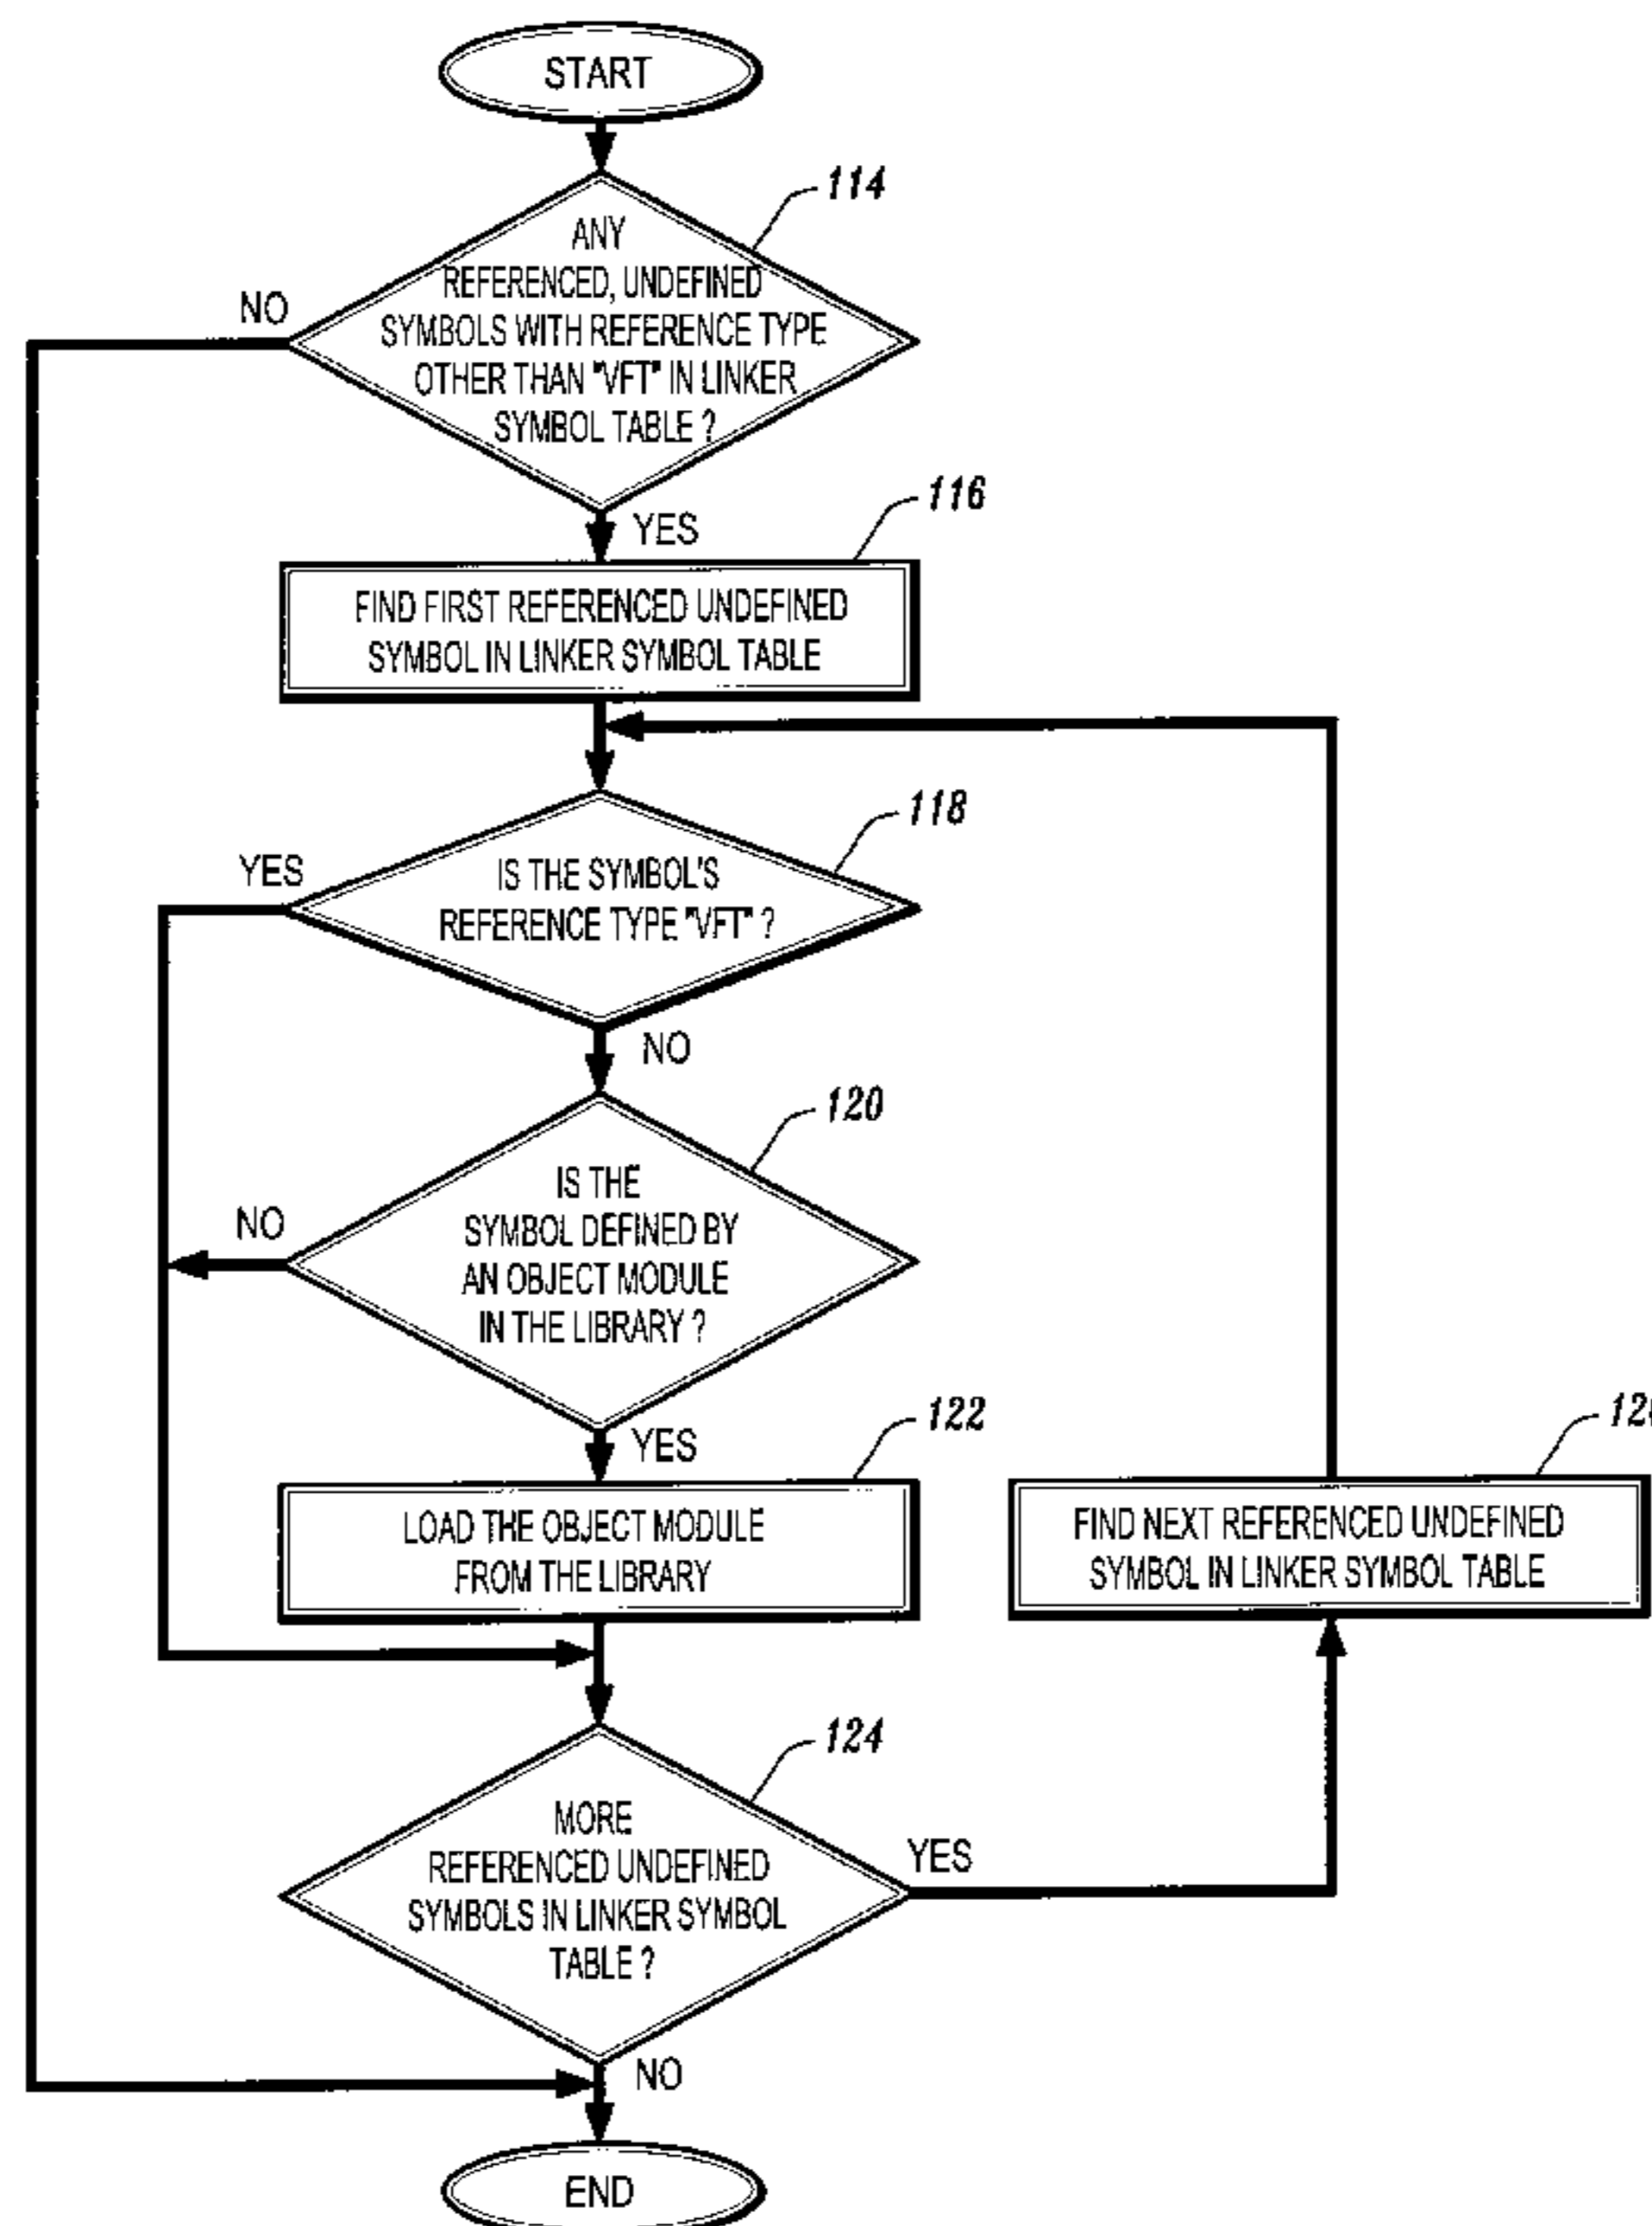 START
114
ANY
REFERENCED, UNDEFINED
SYMBOLS WITH REFERENCE TYPE
OTHER THAN "VFT" IN LINKER
SYMBOL TABLE ?
NO
YES
116
FIND FIRST REFERENCED UNDEFINED
SYMBOL IN LINKER SYMBOL TABLE
118
YES
IS THE SYMBOL'S
REFERENCE TYPE "VFT" ?
NO
120
IS THE
SYMBOL DEFINED BY
AN OBJECT MODULE
IN THE LIBRARY ?
NO
YES
122
LOAD THE OBJECT MODULE
FROM THE LIBRARY
FIND NEXT REFERENCED UNDEFINED
SYMBOL IN LINKER SYMBOL TABLE
124
MORE
REFERENCED UNDEFINED
SYMBOLS IN LINKER SYMBOL
TABLE ?
YES
NO
END